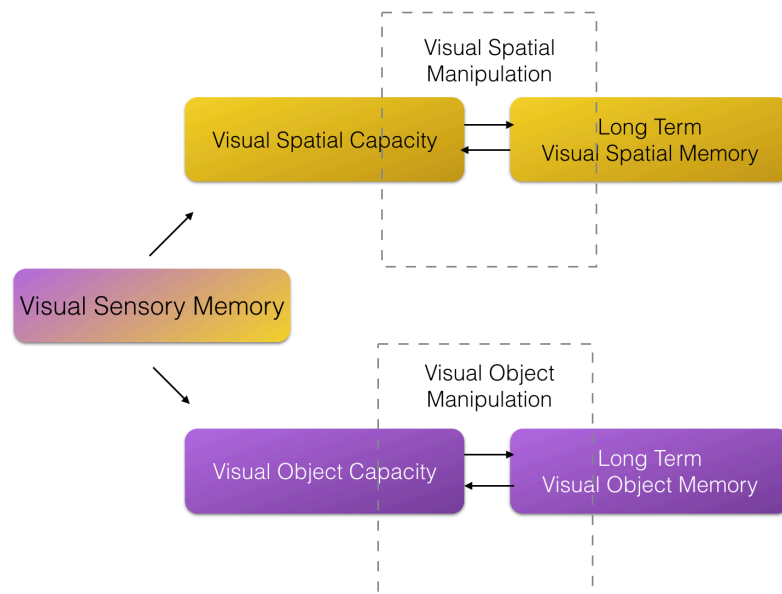 Visual Spatial
Manipulation
Visual Spatial Capacity
Long Term
Visual Spatial Memory
Visual Sensory Memory
Visual Object
Manipulation
Visual Object Capacity
Long Term
Visual Object Memory